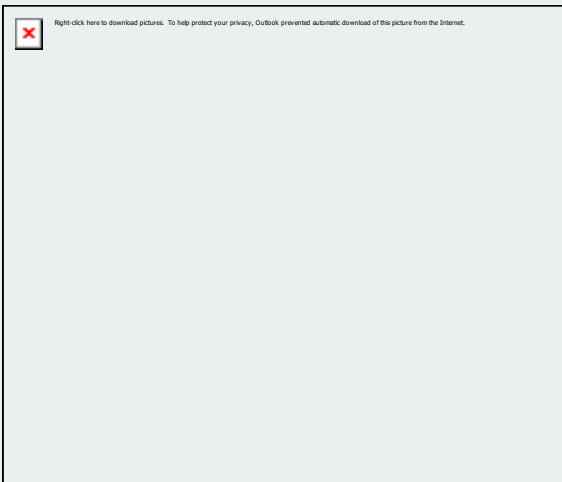 Right-click here to download pictures.  To help protect your privacy, Outlook prevented automatic download of this picture from the Internet.